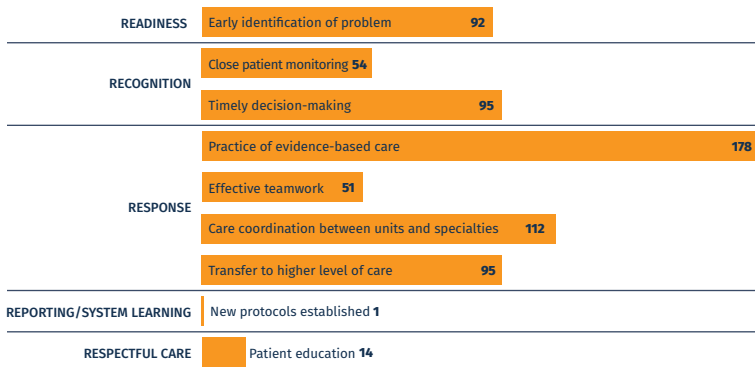 READINESS
Early identification of problem 92
RECOGNITION
Close patient monitoring 54
Timely decision-making 95
RESPONSE
Practice of evidence-based care 178
Effective teamwork 51
Care coordination between units and specialties 112
Transfer to higher level of care 95
REPORTING/SYSTEM LEARNING
New protocols established 1
RESPECTFUL CARE
Patient education 14